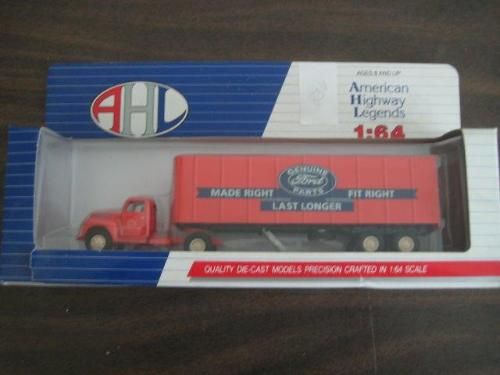 AHL
AGES 8 AND UP
American
Highway
Legends
1:64
GENUINE
Ford
PARTS
MADE RIGHT
FIT RIGHT
LAST LONGER
QUALITY DIE-CAST MODELS PRECISION CRAFTED IN 1:64 SCALE